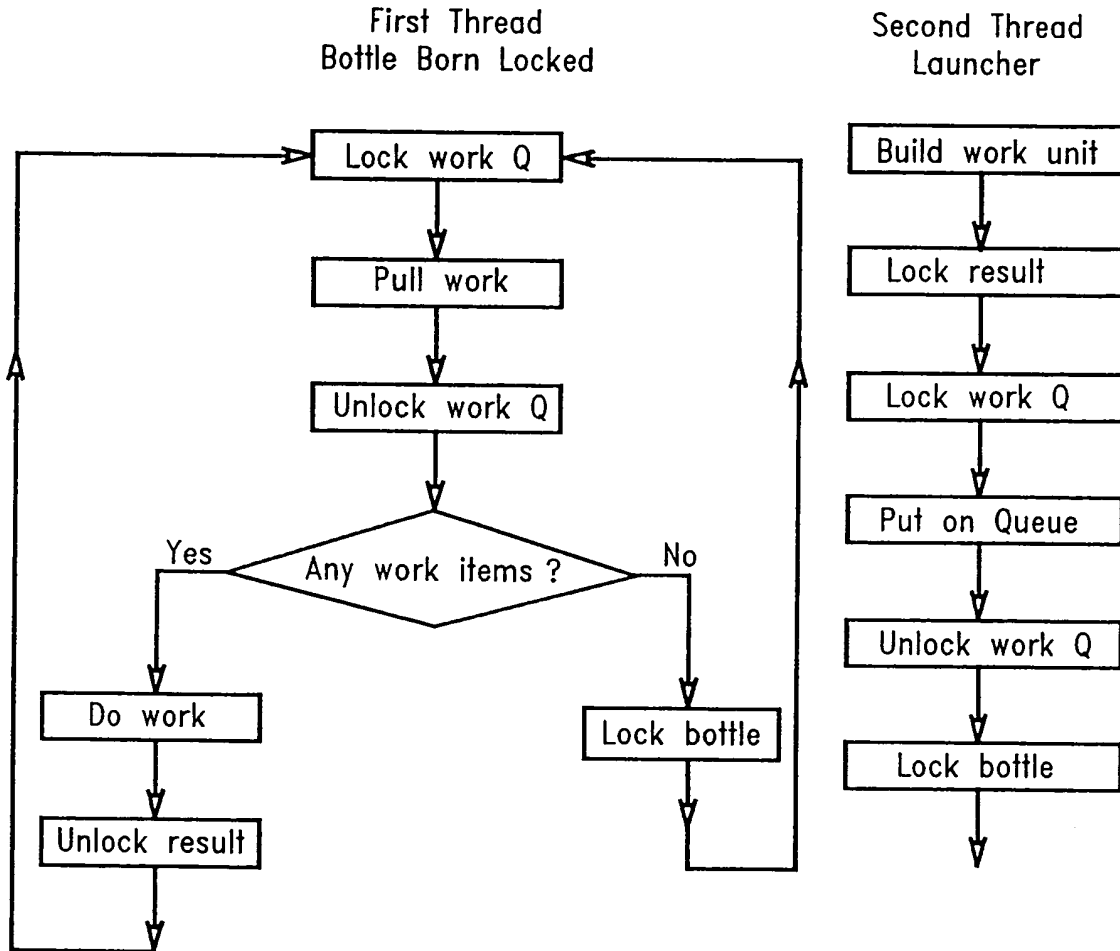 First Thread
Bottle Born Locked
Lock work Q
Pull work
Unlock work Q
Any work items ?
Yes
No
Do work
Unlock result
Lock bottle
Second Thread
Launcher
Build work unit
Lock result
Lock work Q
Put on Queue
Unlock work Q
Lock bottle